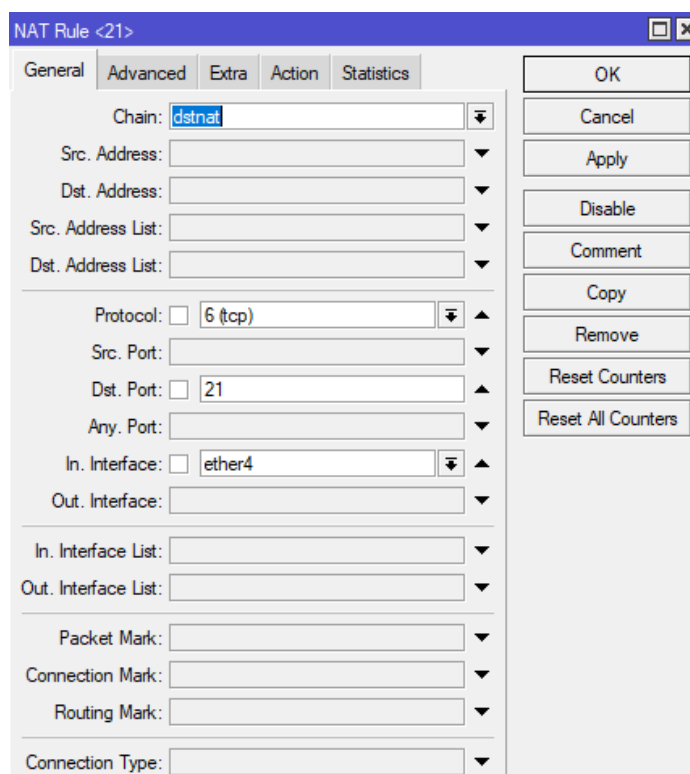 NAT Rule <21>
General Advanced Extra Action Statistics
OK
Chain: dstnat
Cancel
Src. Address:
Apply
Dst. Address:
Disable
Src. Address List:
Comment
Dst. Address List:
Copy
Protocol: 6 (tcp)
Remove
Src. Port:
Reset Counters
Dst. Port: 21
Reset All Counters
Any. Port:
In. Interface: ether4
Out. Interface:
In. Interface List:
Out. Interface List:
Packet Mark:
Connection Mark:
Routing Mark:
Connection Type: